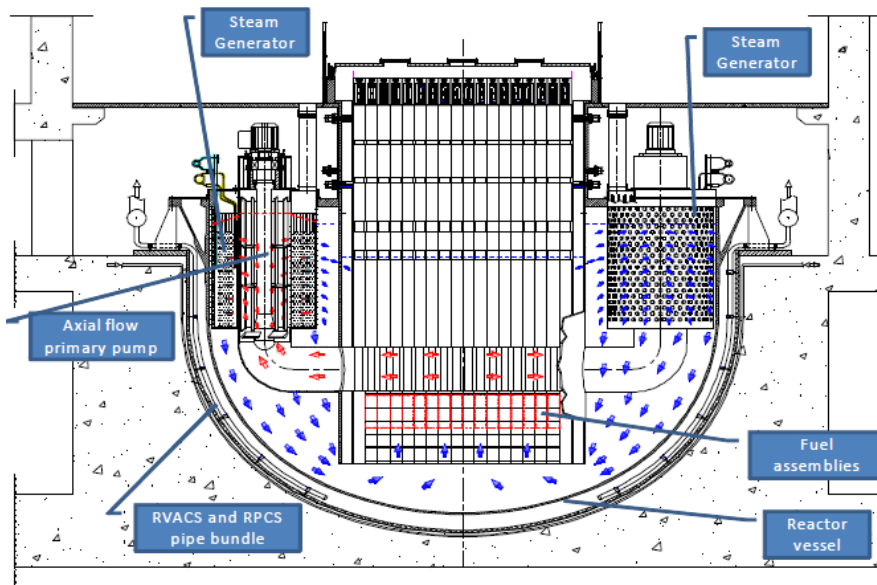 Steam
Generator
Steam
Generator
Axial flow
primary pump
Fuel
assemblies
RVACS and RPCS
pipe bundle
Reactor
vessel